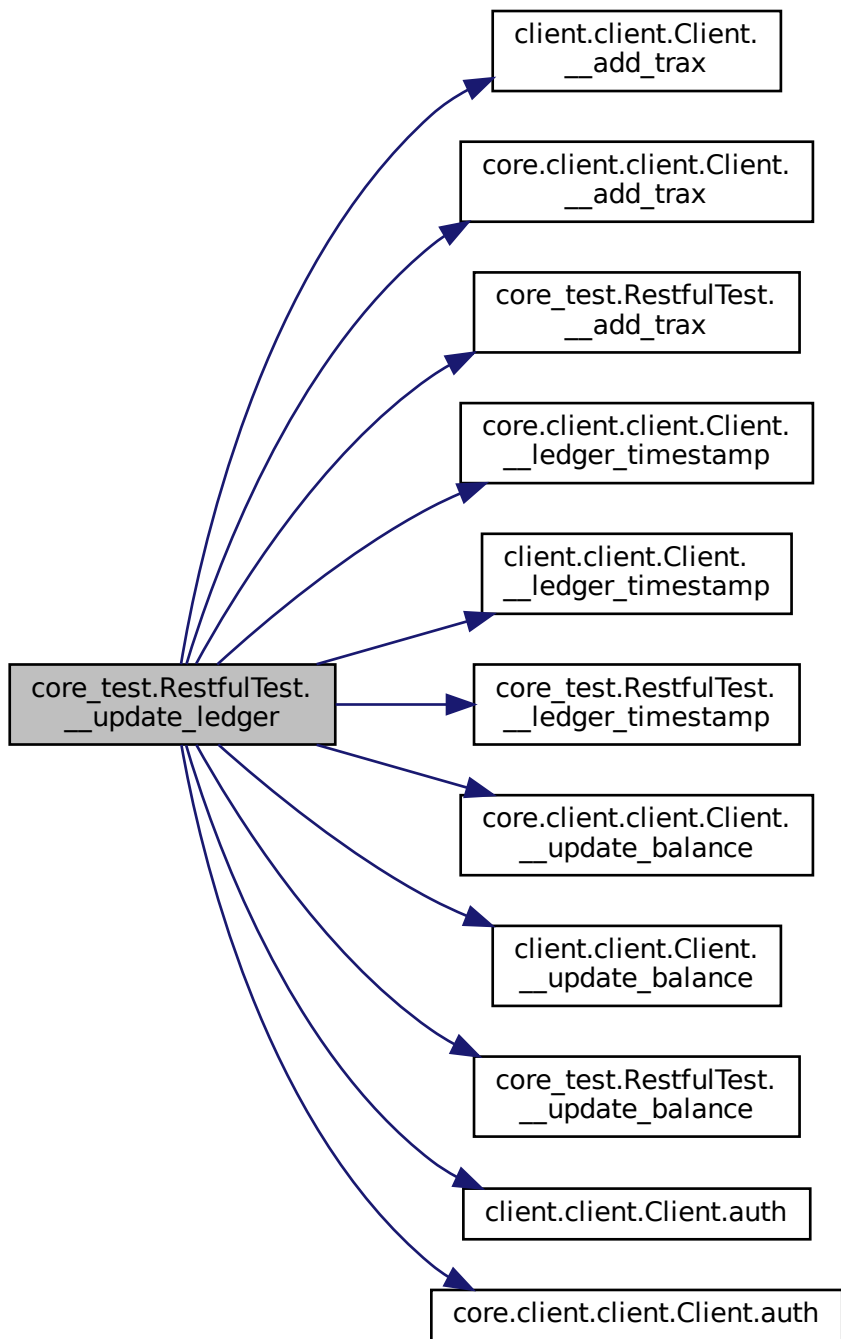 client.client.Client.
__add_trax
core.client.client.Client.
__add_trax
core_test.RestfulTest.
__add_trax
core.client.client.Client.
__ledger_timestamp
client.client.Client.
__ledger_timestamp
core_test.RestfulTest.
__update_ledger
core_test.RestfulTest.
__ledger_timestamp
core.client.client.Client.
__update_balance
client.client.Client.
__update_balance
core_test.RestfulTest.
__update_balance
client.client.Client.auth
core.client.client.Client.auth